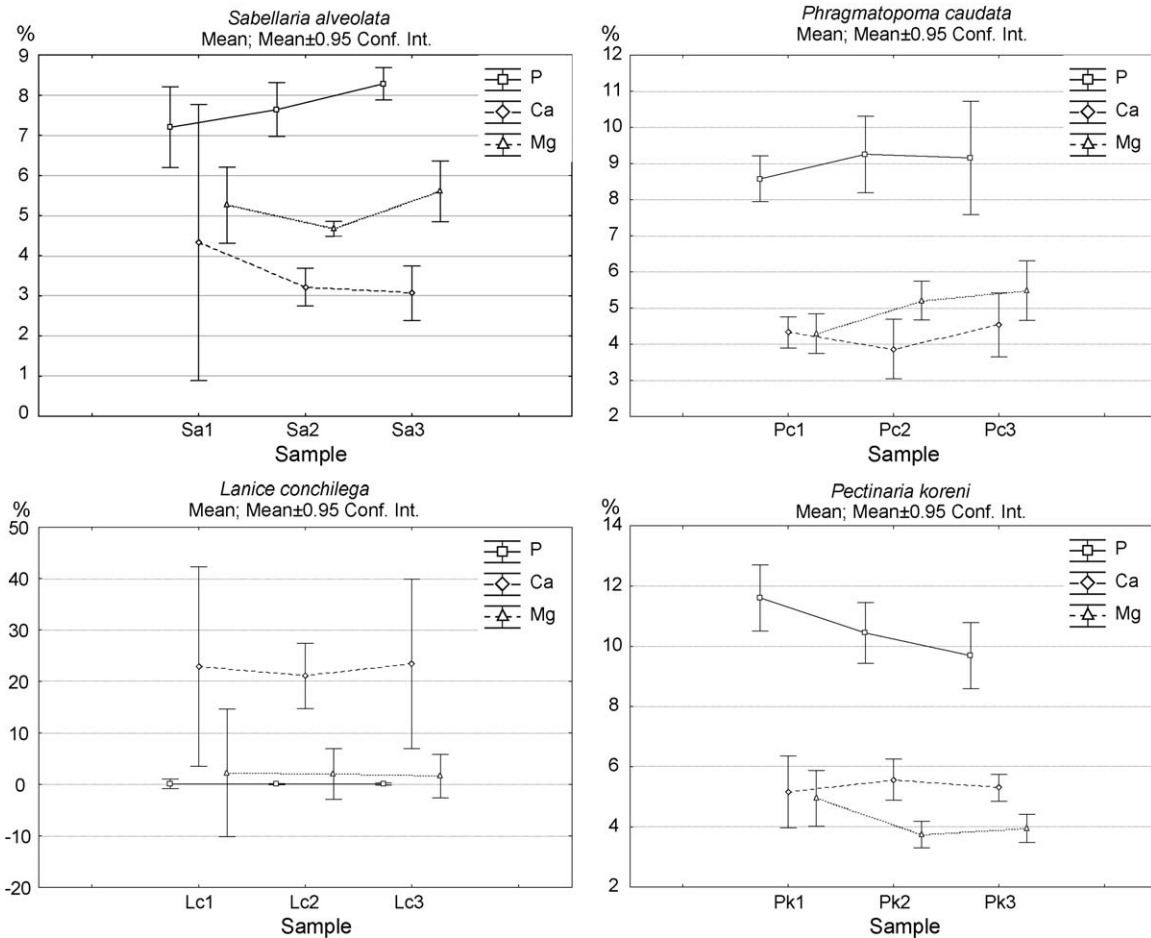 Sabellaria alveolata
Mean; Mean±0.95 Conf. Int.
%
9
8
7
6
5
4
3
2
1
0
P
Ca
Mg
Sa1 Sa2 Sa3
Sample
Phragmatopoma caudata
Mean; Mean±0.95 Conf. Int.
%
12
11
10
9
8
7
6
5
4
3
2
P
Ca
Mg
Pc1 Pc2 Pc3
Sample
Lanice conchilega
Mean; Mean±0.95 Conf. Int.
%
50
40
30
20
10
0
-10
-20
P
Ca
Mg
Lc1 Lc2 Lc3
Sample
Pectinaria koreni
Mean; Mean±0.95 Conf. Int.
%
14
12
10
8
6
4
2
P
Ca
Mg
Pk1 Pk2 Pk3
Sample